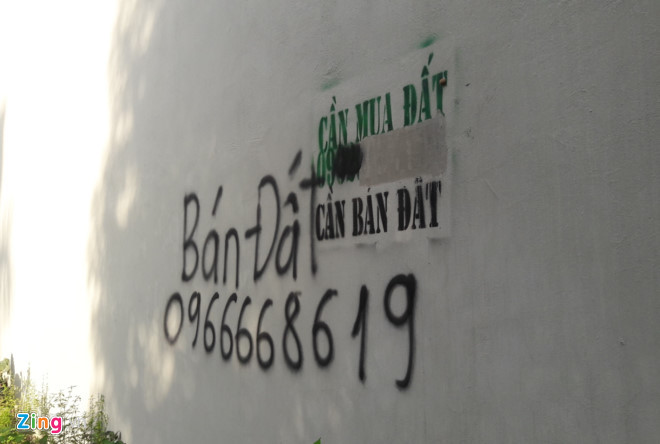 CẦN MUA ĐẤT
CẦN BÁN ĐẤT
Bán Đất
0966668619
Zing